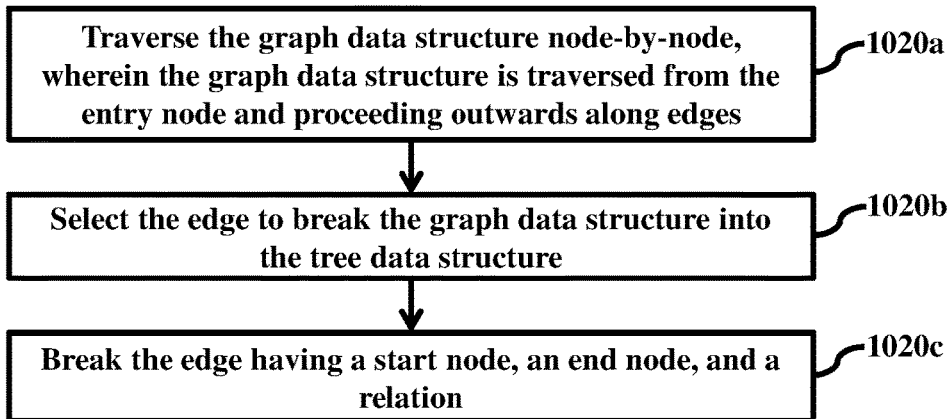 Traverse the graph data structure node-by-node,
wherein the graph data structure is traversed from the
entry node and proceeding outwards along edges
1020a
Select the edge to break the graph data structure into
the tree data structure
1020b
Break the edge having a start node, an end node, and a
relation
1020c